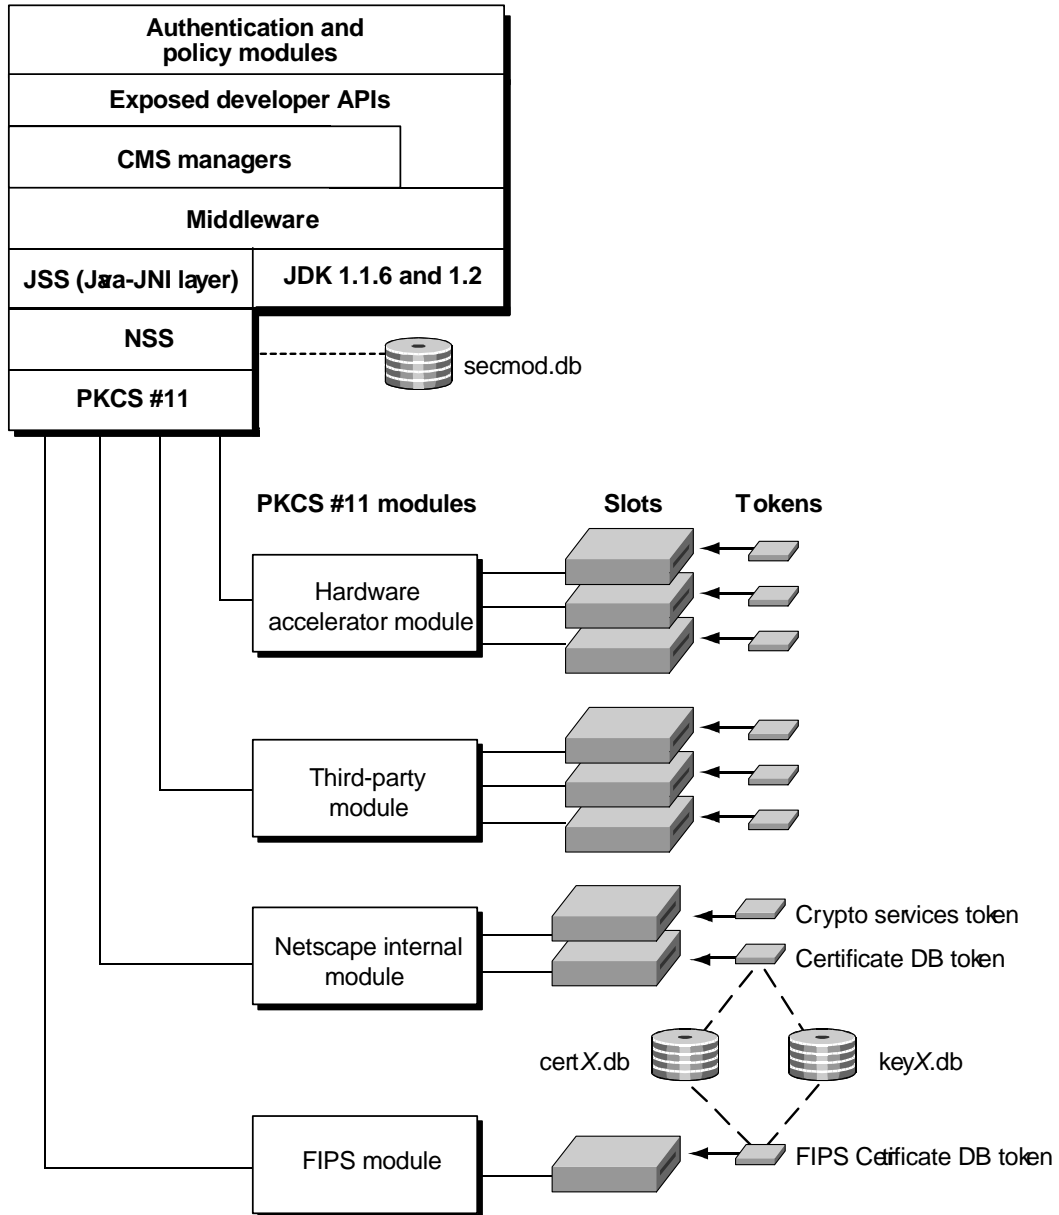 Authentication and
policy modules
Exposed developer APIs
CMS managers
Middleware
JSS (Java-JNI layer)
JDK 1.1.6 and 1.2
NSS
secmod.db
PKCS #11
PKCS #11 modules
Slots
Tokens
Hardware
accelerator module
Third-party
module
Netscape internal
module
Crypto services token
Certificate DB token
certX.db
keyX.db
FIPS module
FIPS Certificate DB token